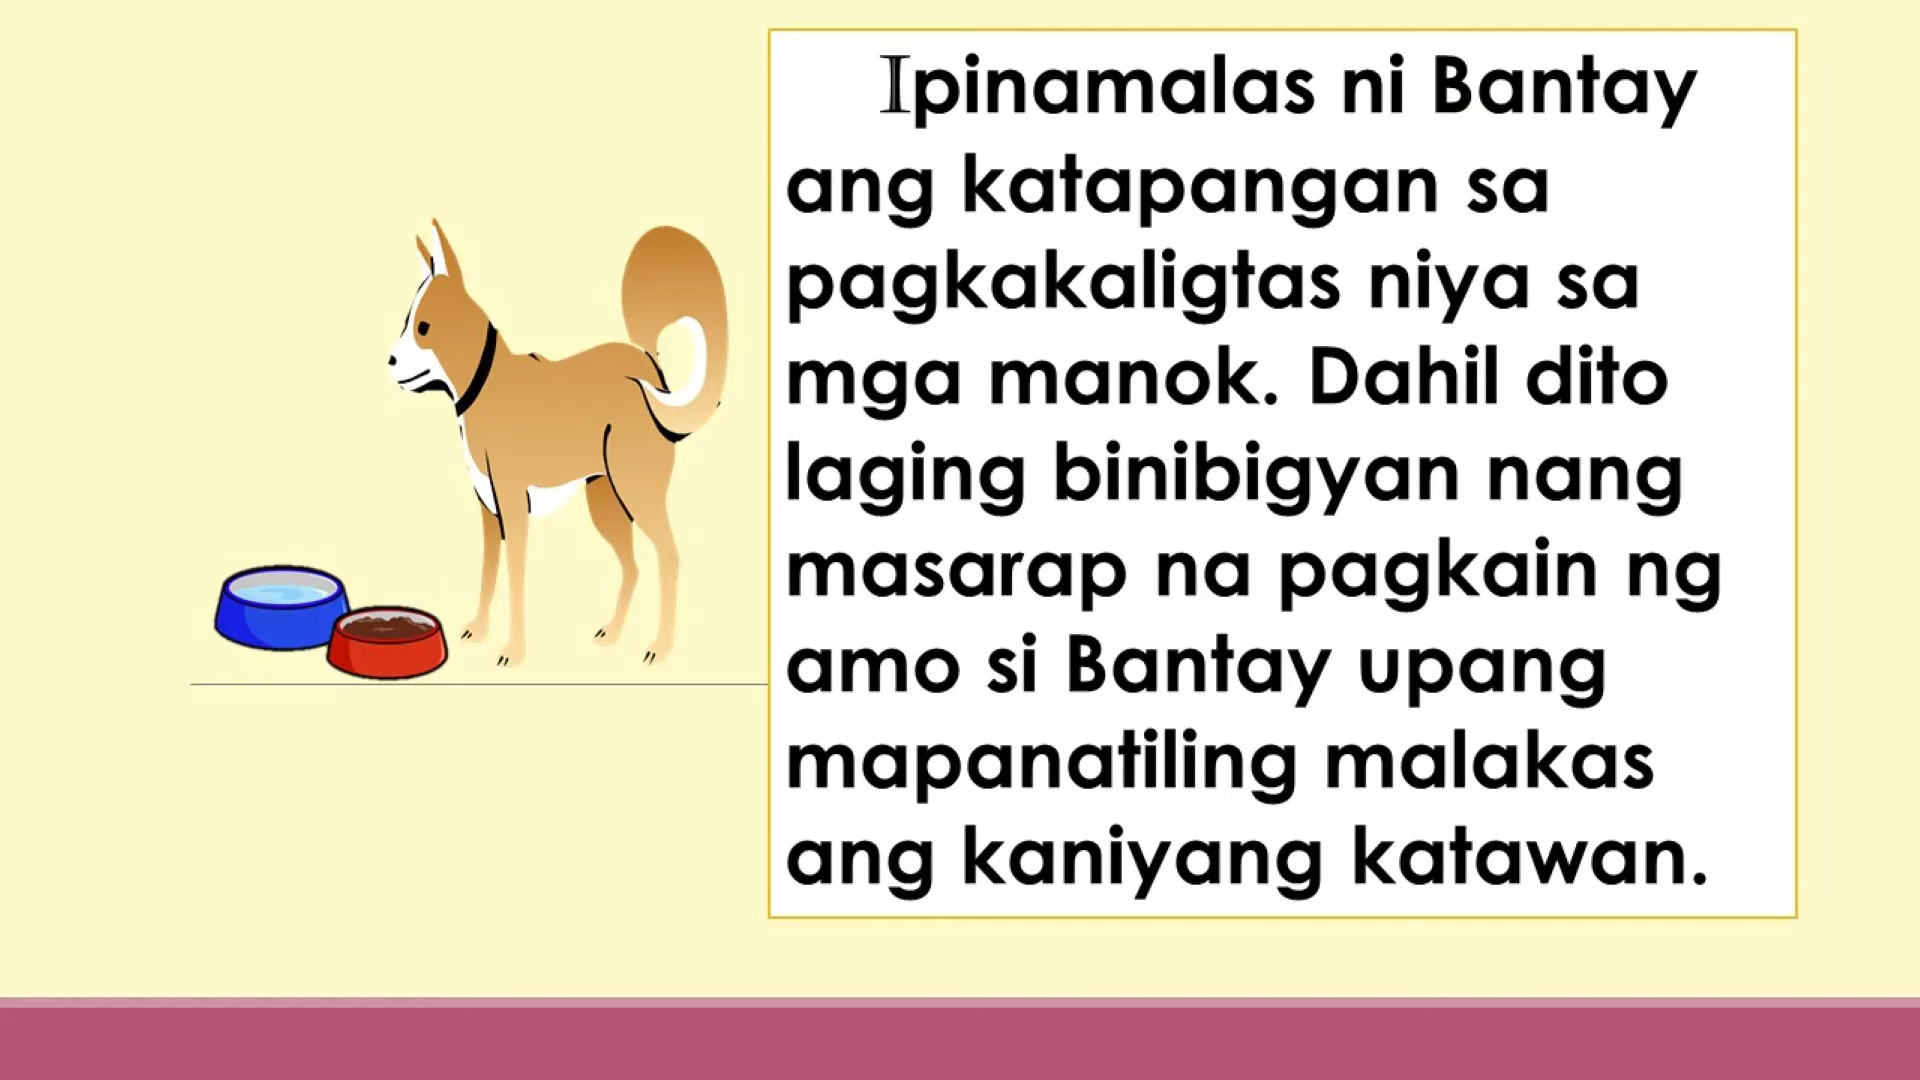 Ipinamalas ni Bantay
ang katapangan sa
pagkakaligtas niya sa
mga manok. Dahil dito
laging binibigyan nang
masarap na pagkain ng
amo si Bantay upang
mapanatiling malakas
ang kaniyang katawan.